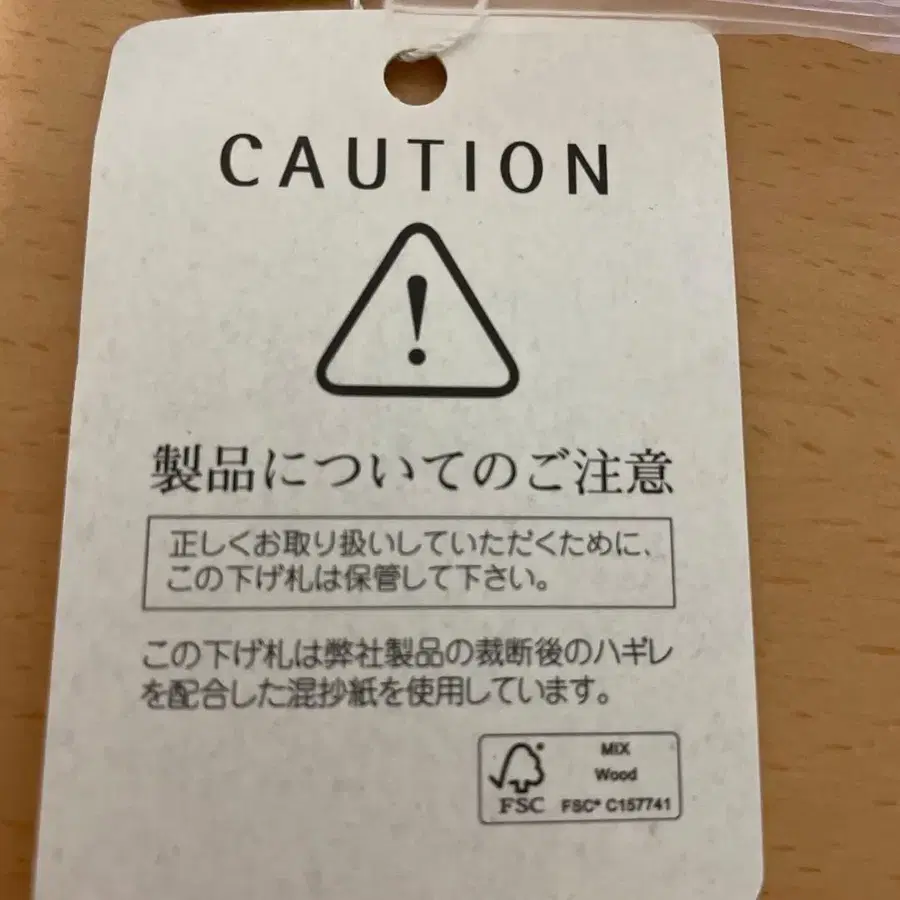 CAUTION
製品についてのご注意
正しくお取り扱いしていただくために、
この下げ札は保管して下さい。
この下げ札は弊社製品の裁断後のハギレ
を配合した混抄紙を使用しています。
MIX
Wood
FSC
FSC® C157741